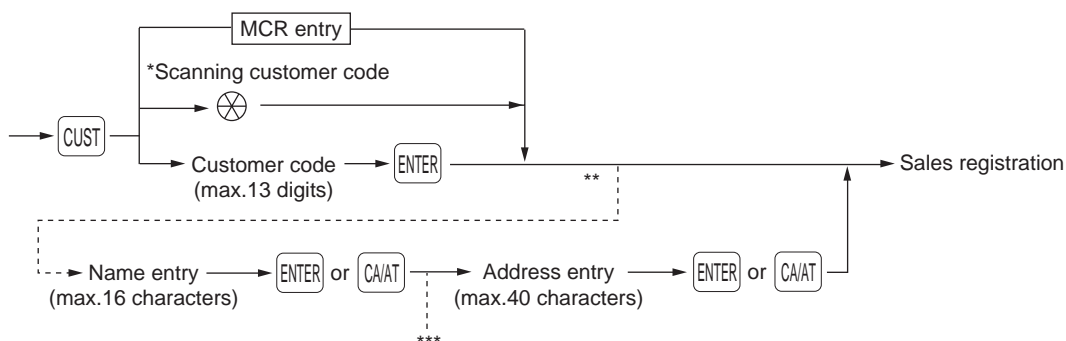 MCR entry
*Scanning customer code
CUST
Customer code
(max.13 digits)
ENTER
**
Sales registration
Name entry
(max.16 characters)
ENTER or CA/AT
Address entry
(max.40 characters)
ENTER or CA/AT
***